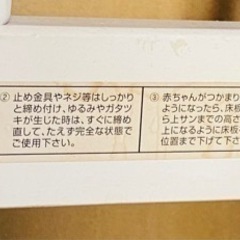 ② 止め金具やネジ等はしっかり
と締め付け、ゆるみやガタツ
キが生じた時は、すぐに締め
直して、たえず完全な状態で
ご使用下さい。
③ 赤ちゃんがつかまり
ようになったら、床板
ら上サンまでの高さ
上になるように床板
位置まで下げて下さ